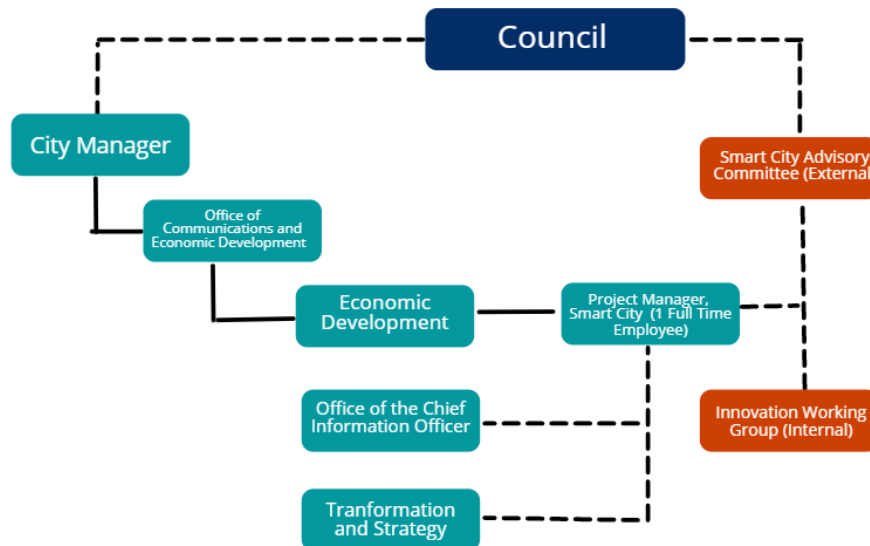 Council
City Manager
Smart City Advisory
Committee (External
Office of
Communications and
Economic Development
Economic
Development
Project Manager,
Smart City (1 Full Time
Employee)
Office of the Chief
Information Officer
Innovation Working
Group (Internal)
Tranformation
and Strategy